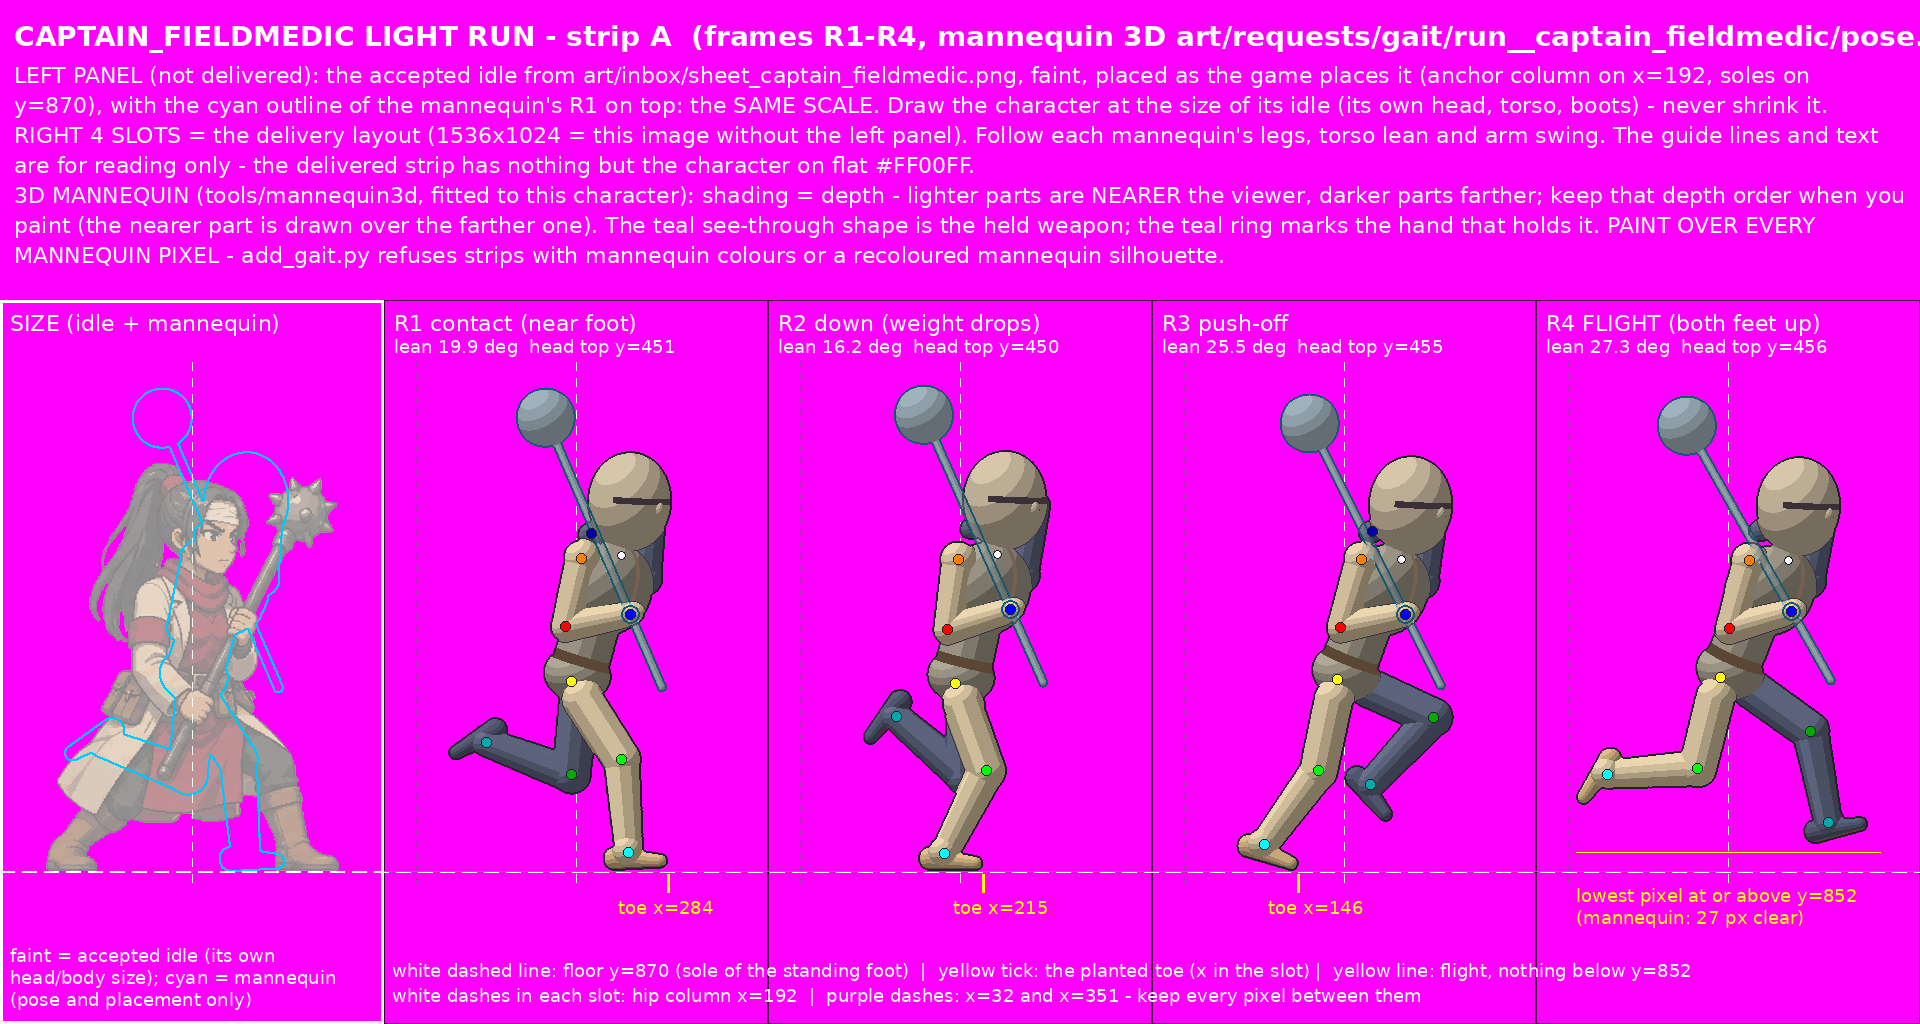 CAPTAIN_FIELDMEDIC LIGHT RUN - strip A  (frames R1-R4, mannequin 3D art/requests/gait/run__captain_fieldmedic/pose.
LEFT PANEL (not delivered): the accepted idle from art/inbox/sheet_captain_fieldmedic.png, faint, placed as the game places it (anchor column on x=192, soles on
y=870), with the cyan outline of the mannequin's R1 on top: the SAME SCALE. Draw the character at the size of its idle (its own head, torso, boots) - never shrink it.
RIGHT 4 SLOTS = the delivery layout (1536x1024 = this image without the left panel). Follow each mannequin's legs, torso lean and arm swing. The guide lines and text
are for reading only - the delivered strip has nothing but the character on flat #FF00FF.
3D MANNEQUIN (tools/mannequin3d, fitted to this character): shading = depth - lighter parts are NEARER the viewer, darker parts farther; keep that depth order when you
paint (the nearer part is drawn over the farther one). The teal see-through shape is the held weapon; the teal ring marks the hand that holds it. PAINT OVER EVERY
MANNEQUIN PIXEL - add_gait.py refuses strips with mannequin colours or a recoloured mannequin silhouette.
SIZE (idle + mannequin)
faint = accepted idle (its own
head/body size); cyan = mannequin
(pose and placement only)
R1 contact (near foot)
lean 19.9 deg  head top y=451
toe x=284
R2 down (weight drops)
lean 16.2 deg  head top y=450
toe x=215
R3 push-off
lean 25.5 deg  head top y=455
toe x=146
R4 FLIGHT (both feet up)
lean 27.3 deg  head top y=456
lowest pixel at or above y=852
(mannequin: 27 px clear)
white dashed line: floor y=870 (sole of the standing foot)  |  yellow tick: the planted toe (x in the slot) |  yellow line: flight, nothing below y=852
white dashes in each slot: hip column x=192  |  purple dashes: x=32 and x=351 - keep every pixel between them